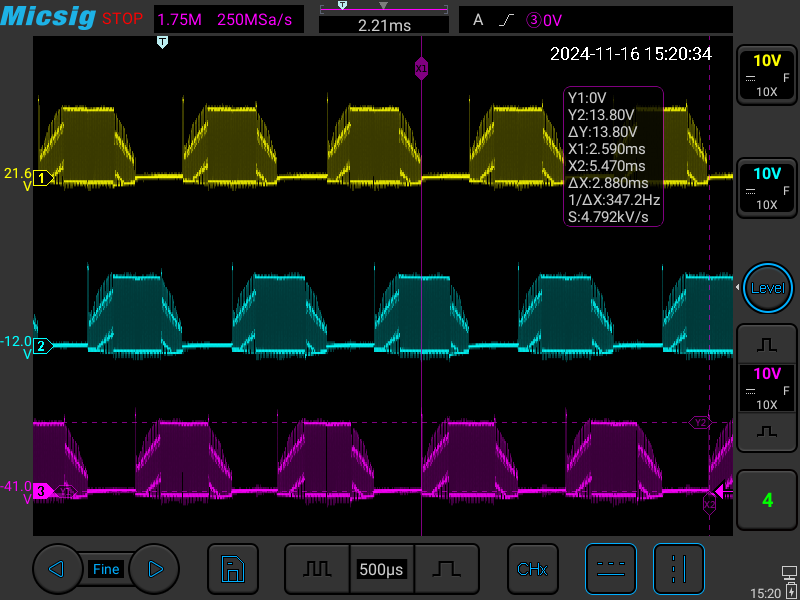 Micsig STOP 1.75M 250MSa/s T 2.21ms A ③0V
T
2024-11-16 15:20:34
X1
10V
F
10X
Y1:0V
Y2:13.80V
ΔY:13.80V
X1:2.590ms
X2:5.470ms
ΔX:2.880ms
1/ΔX:347.2Hz
S:4.792kV/s
21.6
V
1
10V
F
10X
Level
-12.0
V
2
10V
F
10X
Y2
-41.0
V
3
Y1
X2
4
Fine
500µs
CHx
15:20